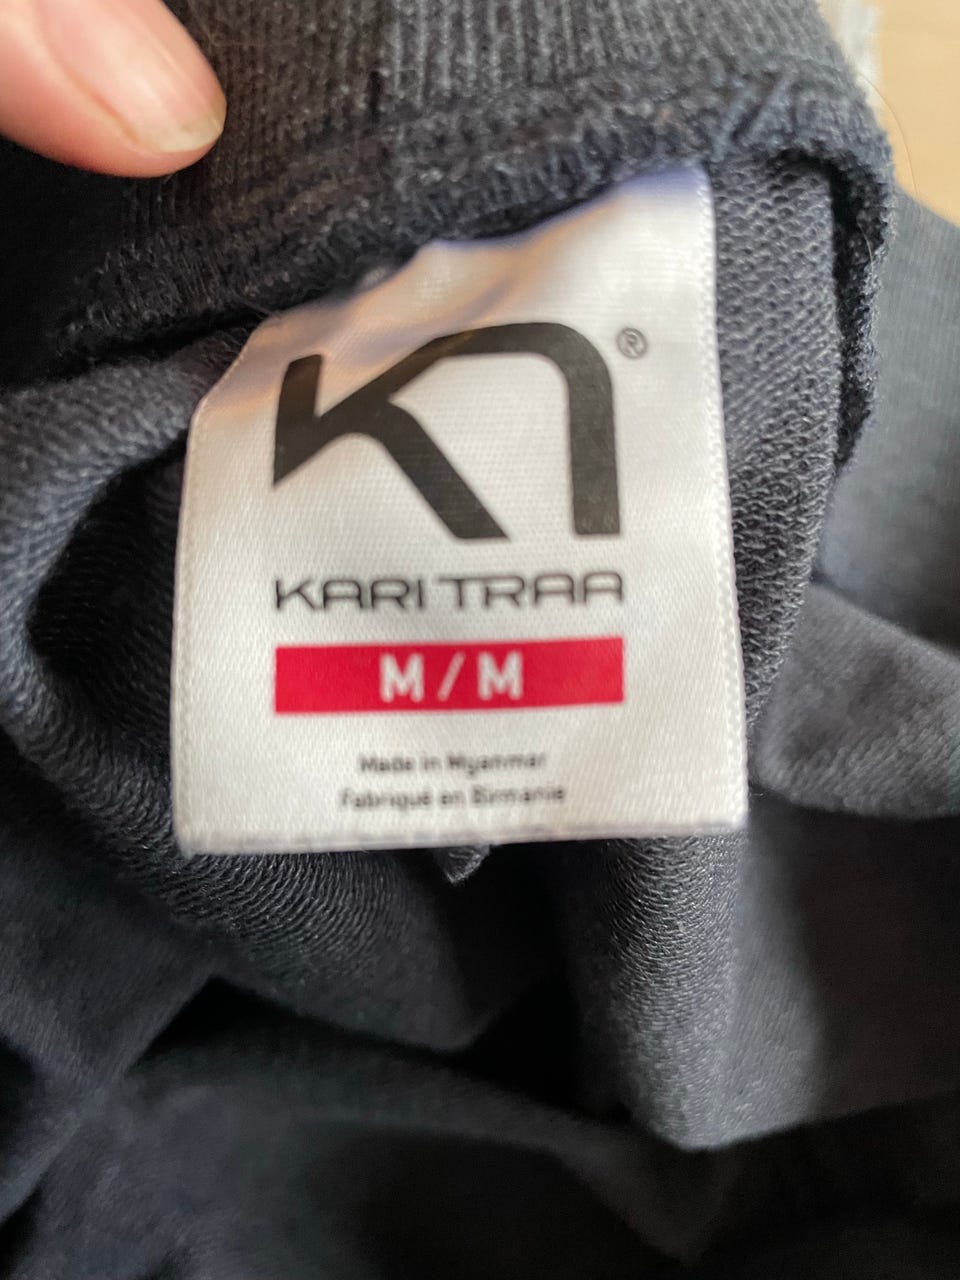 ®
KARI TRAA
M / M
Made in Myanmar
Fabriqué en Birmanie